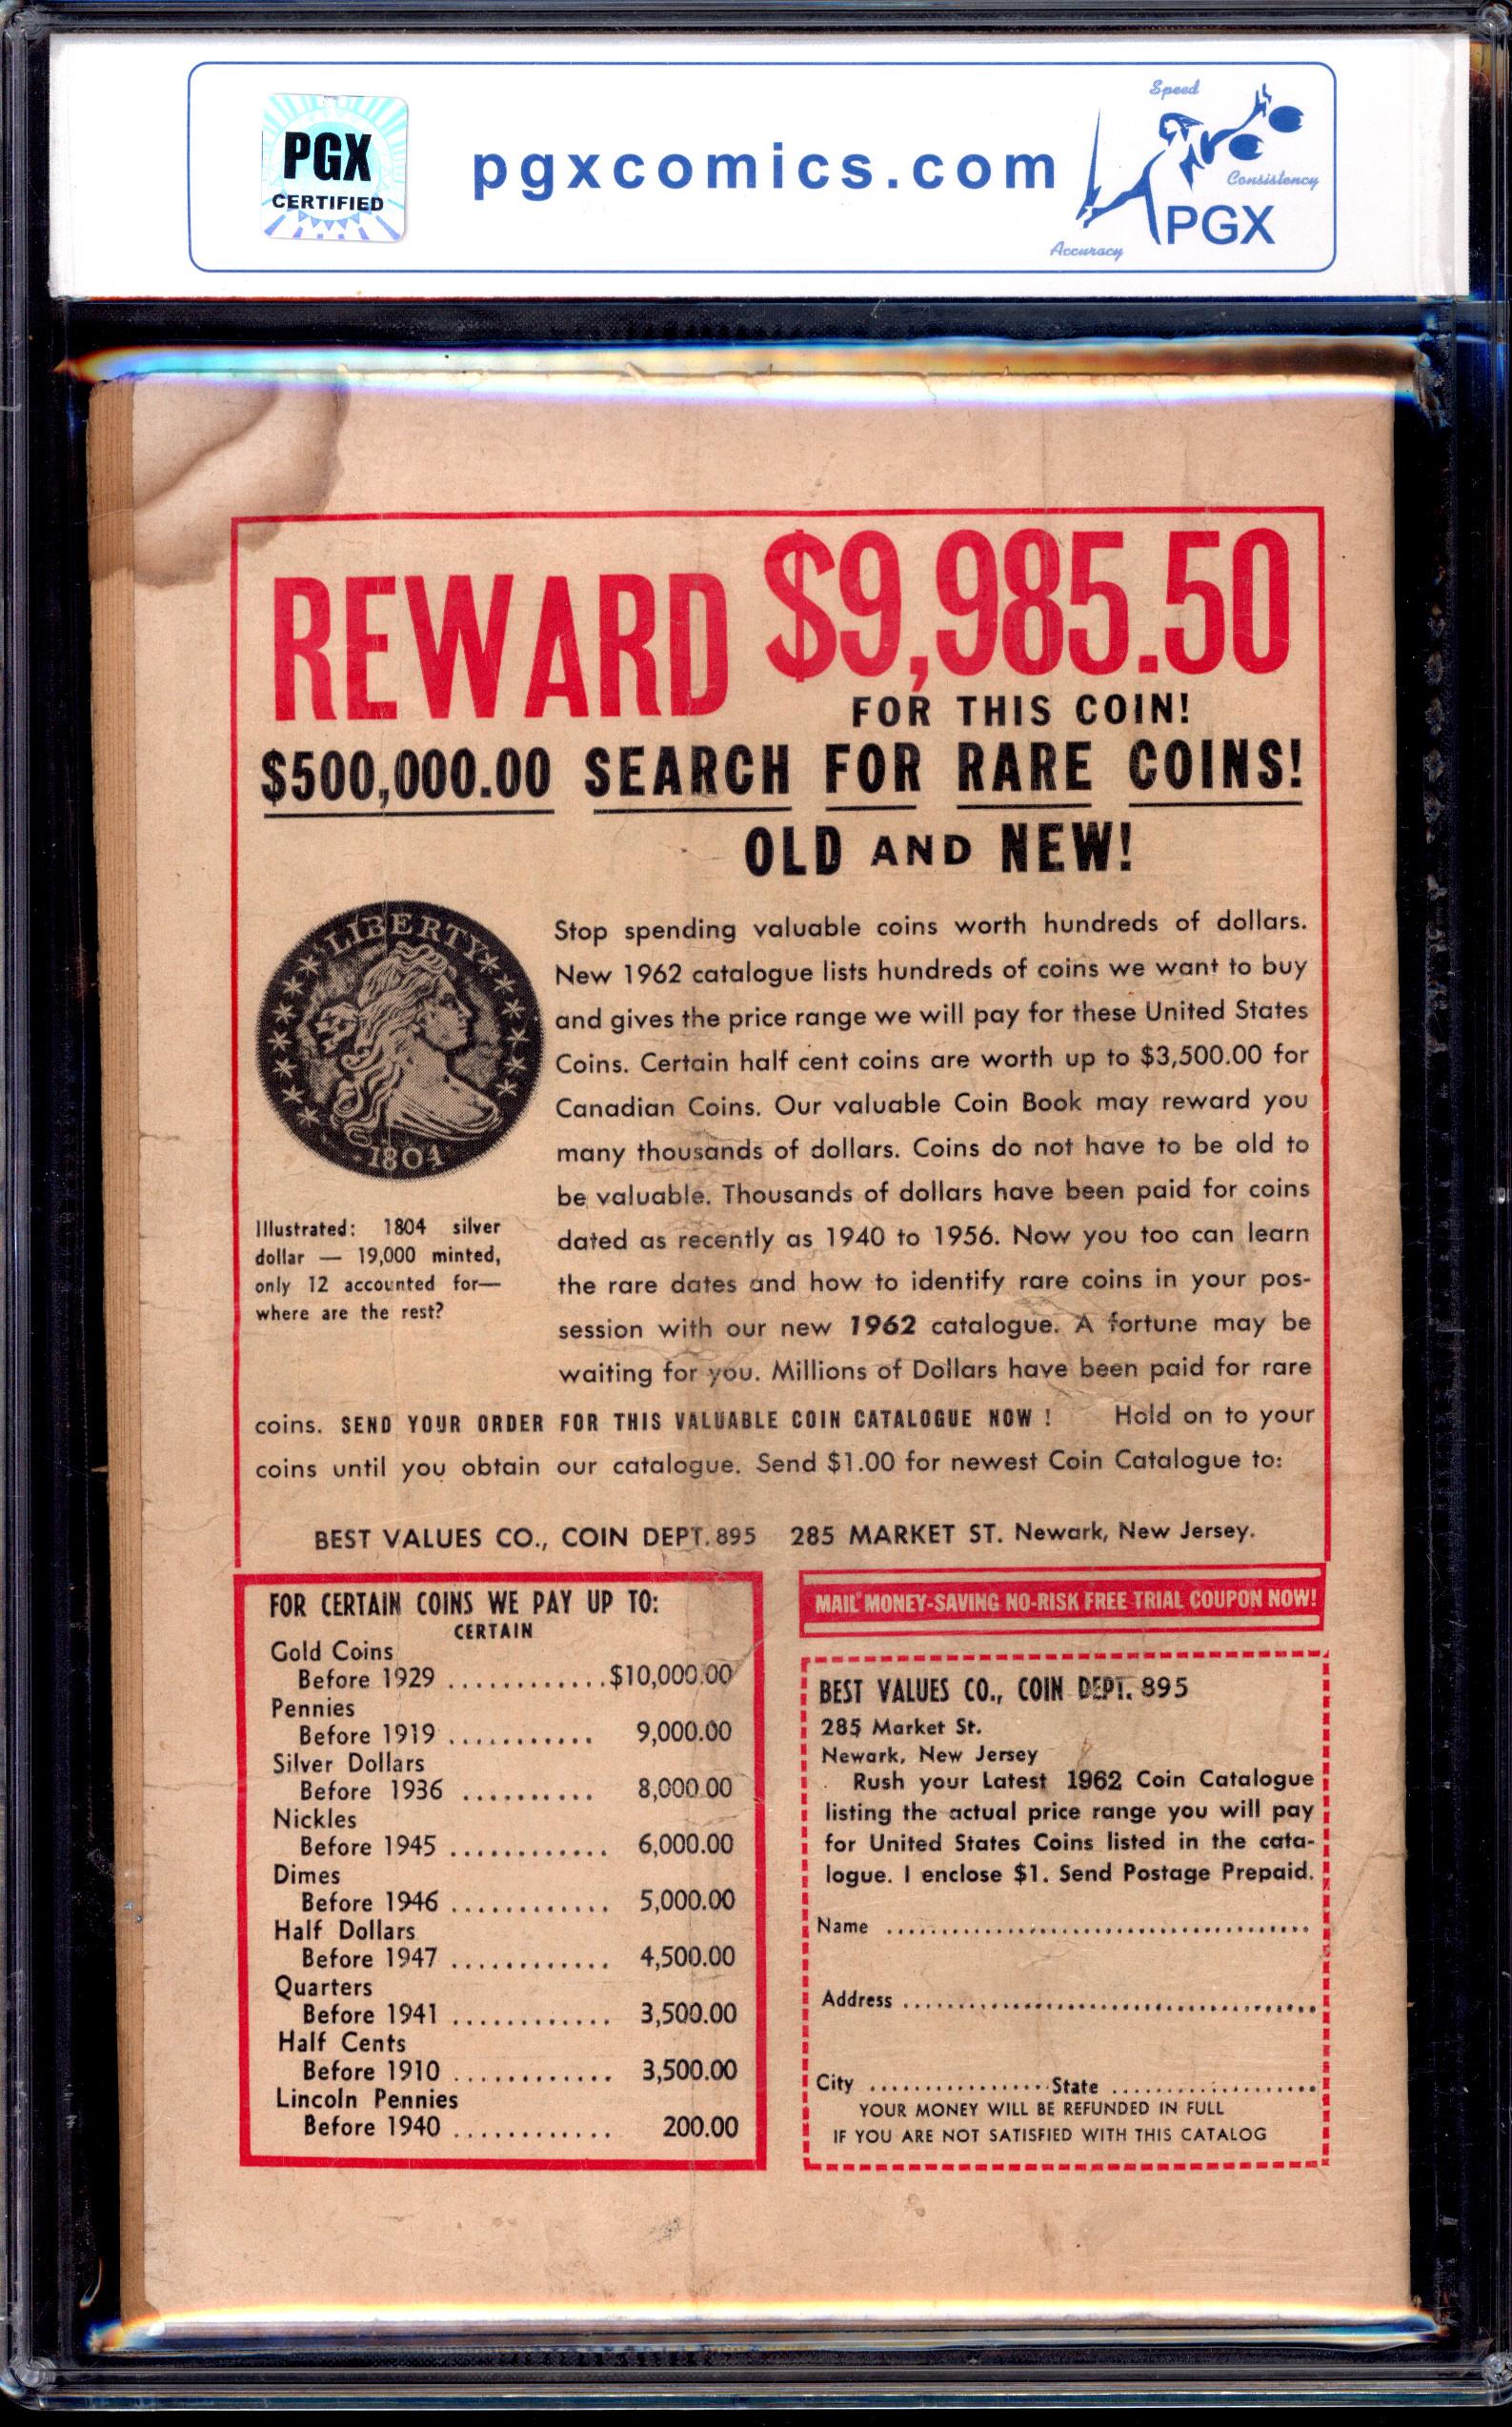 PGX
CERTIFIED
pgxcomics.com
Speed
Consistency
Accuracy
PGX
REWARD $9,985.50
FOR THIS COIN!
$500,000.00 SEARCH FOR RARE COINS!
OLD AND NEW!
LIBERTY
1804
Illustrated: 1804 silver
dollar — 19,000 minted,
only 12 accounted for—
where are the rest?
Stop spending valuable coins worth hundreds of dollars.
New 1962 catalogue lists hundreds of coins we want to buy
and gives the price range we will pay for these United States
Coins. Certain half cent coins are worth up to $3,500.00 for
Canadian Coins. Our valuable Coin Book may reward you
many thousands of dollars. Coins do not have to be old to
be valuable. Thousands of dollars have been paid for coins
dated as recently as 1940 to 1956. Now you too can learn
the rare dates and how to identify rare coins in your pos-
session with our new 1962 catalogue. A fortune may be
waiting for you. Millions of Dollars have been paid for rare
coins. SEND YOUR ORDER FOR THIS VALUABLE COIN CATALOGUE NOW ! Hold on to your
coins until you obtain our catalogue. Send $1.00 for newest Coin Catalogue to:
BEST VALUES CO., COIN DEPT. 895 285 MARKET ST. Newark, New Jersey.
FOR CERTAIN COINS WE PAY UP TO:
CERTAIN
Gold Coins
Before 1929 ............$10,000.00
Pennies
Before 1919 ........... 9,000.00
Silver Dollars
Before 1936 .......... 8,000.00
Nickles
Before 1945 ............ 6,000.00
Dimes
Before 1946 ............ 5,000.00
Half Dollars
Before 1947 ............ 4,500.00
Quarters
Before 1941 ............ 3,500.00
Half Cents
Before 1910 ............ 3,500.00
Lincoln Pennies
Before 1940 ............ 200.00
MAIL MONEY-SAVING NO-RISK FREE TRIAL COUPON NOW!
BEST VALUES CO., COIN DEPT. 895
285 Market St.
Newark, New Jersey
Rush your Latest 1962 Coin Catalogue
listing the actual price range you will pay
for United States Coins listed in the cata-
logue. I enclose $1. Send Postage Prepaid.
Name ......................................
Address .....................................
City ................State ...................
YOUR MONEY WILL BE REFUNDED IN FULL
IF YOU ARE NOT SATISFIED WITH THIS CATALOG